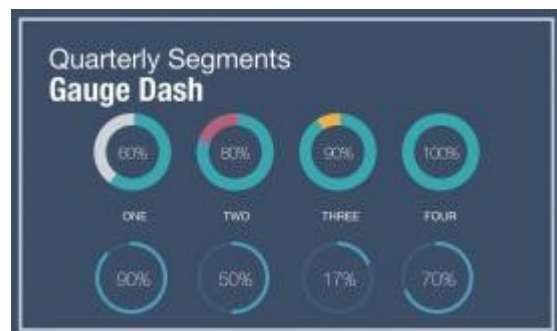 Quarterly Segments
Gauge Dash
60% 80% 90% 100%
ONE TWO THREE FOUR
90% 50% 17% 70%